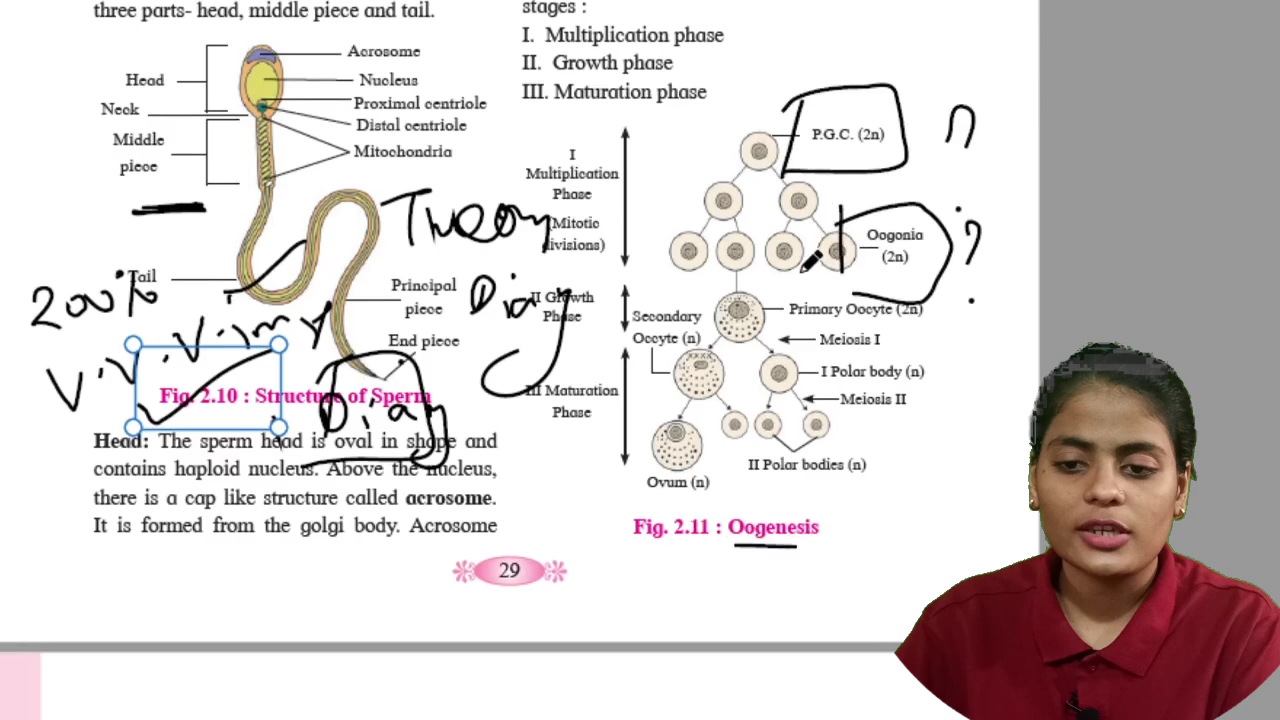 three parts- head, middle piece and tail.
Acrosome
Head
Nucleus
Neck
Proximal centriole
Distal centriole
Middle
piece
Mitochondria
Tail
Principal
piece
End piece
Theory
Diag
200%
V.V.V.imp
Diag
Fig. 2.10 : Structure of Sperm
Head: The sperm head is oval in shape and
contains haploid nucleus. Above the nucleus,
there is a cap like structure called acrosome.
It is formed from the golgi body. Acrosome
stages :
I. Multiplication phase
II. Growth phase
III. Maturation phase
I
Multiplication
Phase
(Mitotic
divisions)
P.G.C. (2n)
n
Oogonia
(2n)
?
II Growth
Phase
Secondary
Oocyte (n)
Primary Oocyte (2n)
Meiosis I
I Polar body (n)
Meiosis II
III Maturation
Phase
II Polar bodies (n)
Ovum (n)
Fig. 2.11 : Oogenesis
29